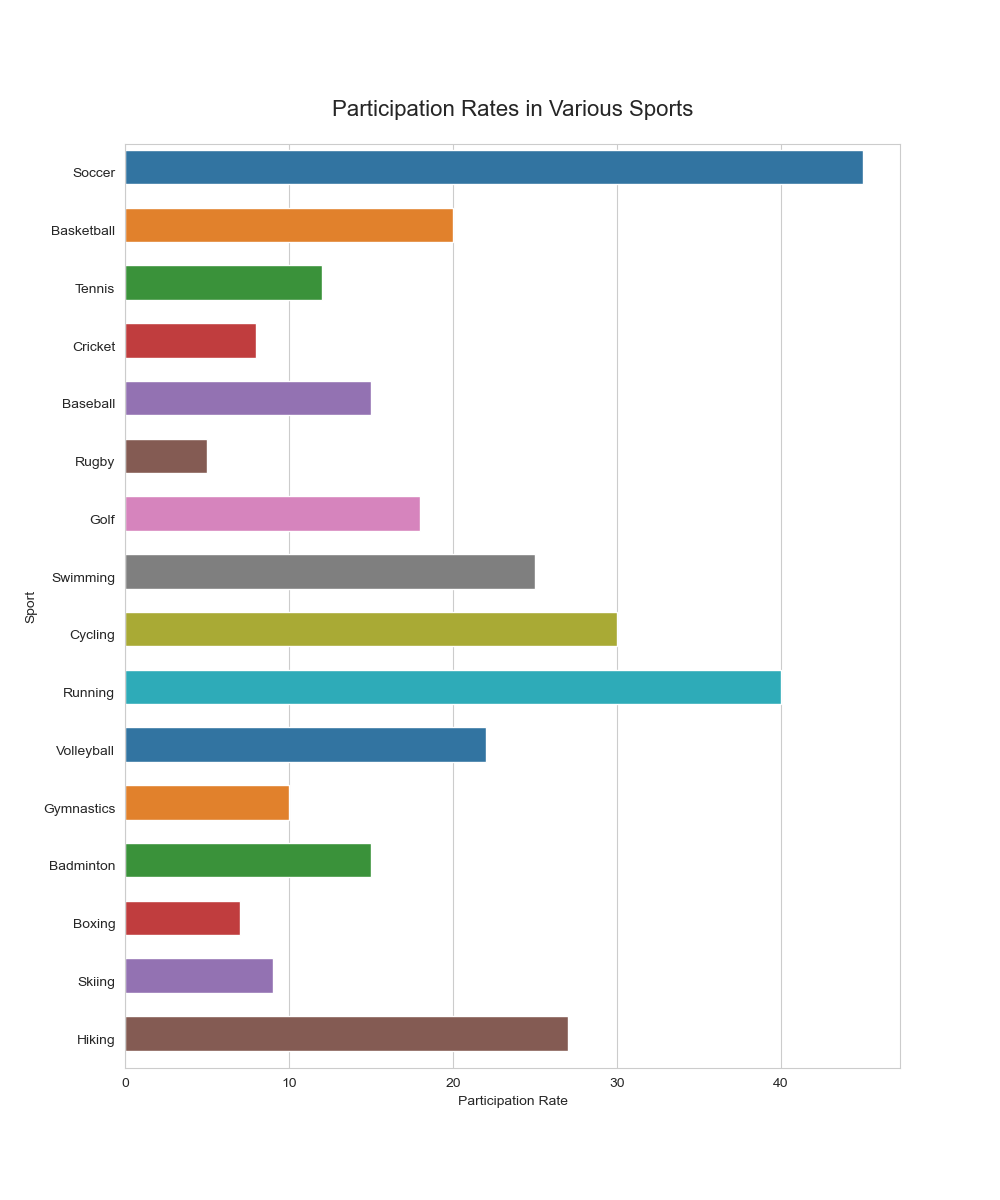 Participation Rates in Various Sports
Soccer
Basketball
Tennis
Cricket
Baseball
Rugby
Golf
Swimming
Cycling
Running
Volleyball
Gymnastics
Badminton
Boxing
Skiing
Hiking
Sport
0 10 20 30 40
Participation Rate